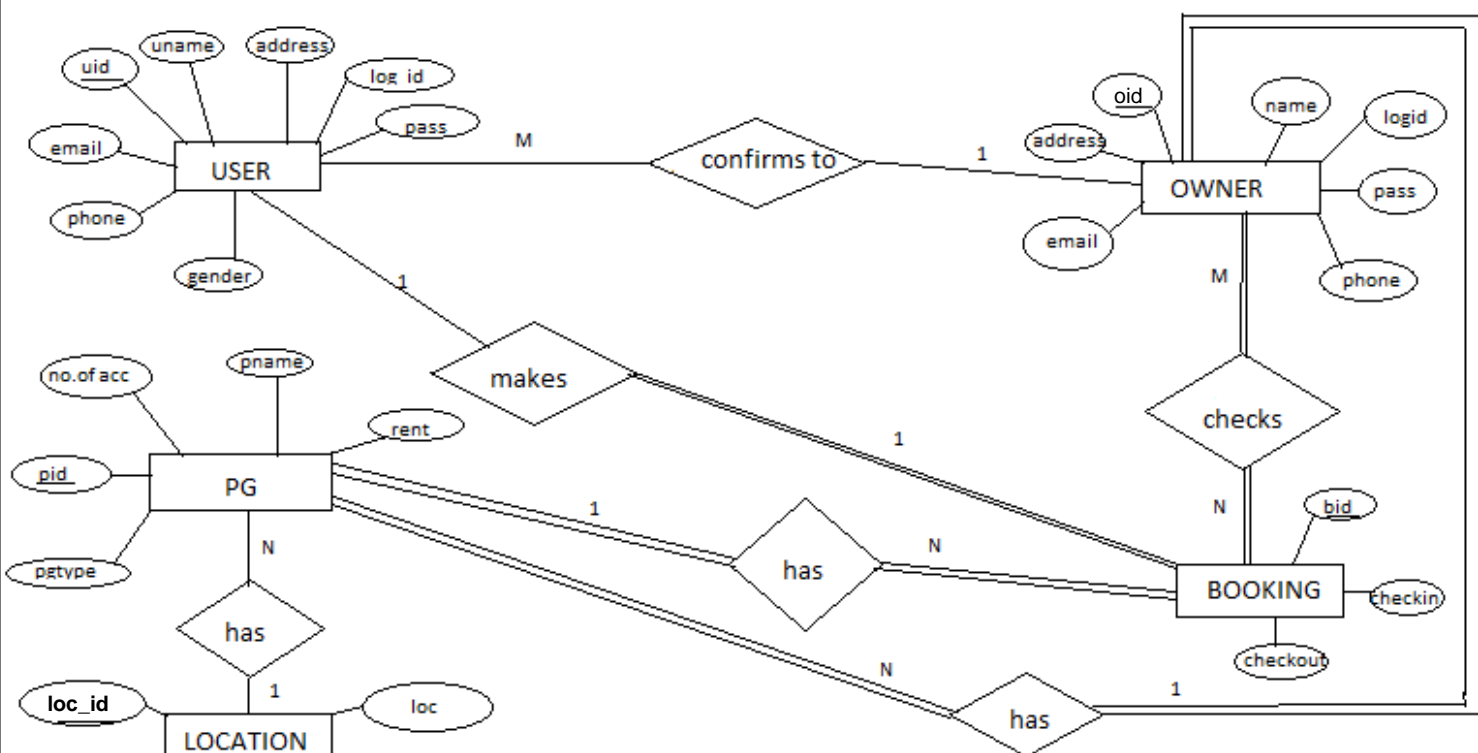 uname
address
uid
log_id
pass
email
USER
phone
gender
M
confirms to
1
oid
name
logid
address
OWNER
pass
email
phone
1
makes
1
M
checks
N
no.of acc
pname
rent
pid
PG
pgtype
1
has
N
bid
BOOKING
checkin
checkout
N
has
1
N
has
1
loc_id
loc
LOCATION